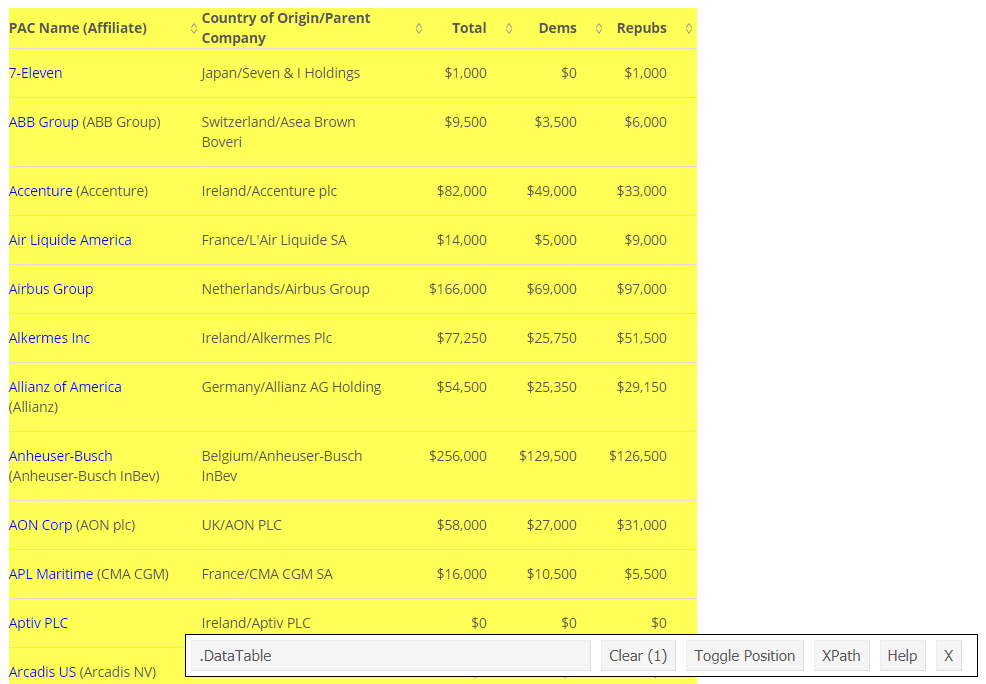 PAC Name (Affiliate) Country of Origin/Parent Company Total Dems Repubs
7-Eleven Japan/Seven & I Holdings $1,000 $0 $1,000
ABB Group (ABB Group) Switzerland/Asea Brown Boveri $9,500 $3,500 $6,000
Accenture (Accenture) Ireland/Accenture plc $82,000 $49,000 $33,000
Air Liquide America France/L'Air Liquide SA $14,000 $5,000 $9,000
Airbus Group Netherlands/Airbus Group $166,000 $69,000 $97,000
Alkermes Inc Ireland/Alkermes Plc $77,250 $25,750 $51,500
Allianz of America (Allianz) Germany/Allianz AG Holding $54,500 $25,350 $29,150
Anheuser-Busch (Anheuser-Busch InBev) Belgium/Anheuser-Busch InBev $256,000 $129,500 $126,500
AON Corp (AON plc) UK/AON PLC $58,000 $27,000 $31,000
APL Maritime (CMA CGM) France/CMA CGM SA $16,000 $10,500 $5,500
Aptiv PLC Ireland/Aptiv PLC $0 $0 $0
Arcadis US (Arcadis NV)
.DataTable Clear (1) Toggle Position XPath Help X